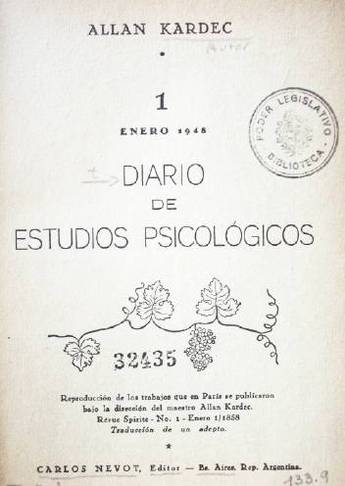 ALLAN KARDEC
Autor
1
ENERO 1948
PODER LEGISLATIVO
BIBLIOTECA
DIARIO
DE
ESTUDIOS PSICOLÓGICOS
32435
Reproducción de los trabajos que en París se publicaron
bajo la dirección del maestro Allan Kardec.
Revue Spirite - No. 1 - Enero 1/1858
Traducción de un adepto.
*
CARLOS NEVOT, Editor — Bs. Aires. Rep. Argentina.
133.9